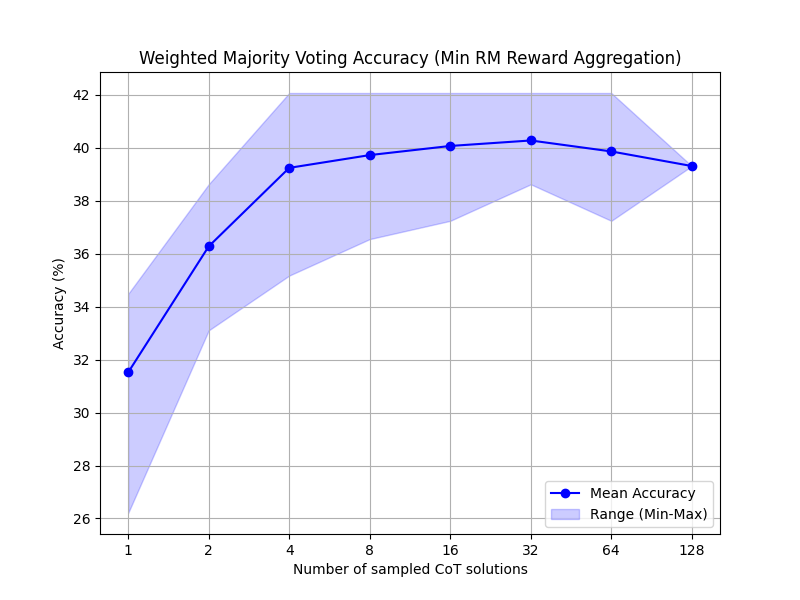 Weighted Majority Voting Accuracy (Min RM Reward Aggregation)
42
40
38
36
34
32
30
28
26
Accuracy (%)
Mean Accuracy
Range (Min-Max)
1 2 4 8 16 32 64 128
Number of sampled CoT solutions